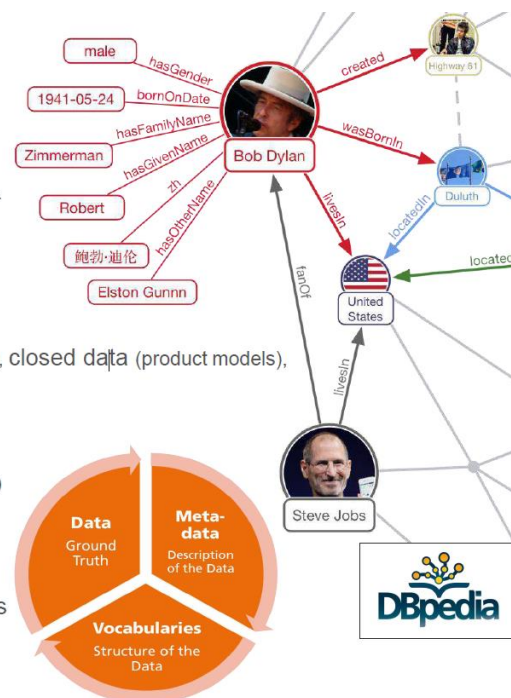 male
hasGender
1941-05-24
bornOnDate
Zimmerman
hasFamilyName
Robert
hasGivenName
鲍勃·迪伦
zh
Elston Gunnn
hasOtherName
Bob Dylan
created
Highway 61
wasBornIn
Duluth
livesIn
locatedIn
located
United
States
fanOf
livesIn
, closed data (product models),
Steve Jobs
)
s
Data
Ground
Truth
Meta-
data
Description
of the Data
Vocabularies
Structure of the
Data
DBpedia